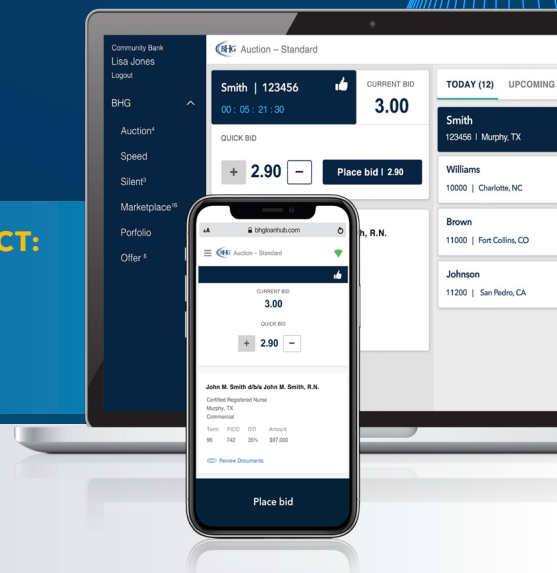 Community Bank
Lisa Jones
Logout
BHG
Auction⁴
Speed
Silent³
Marketplace¹⁶
Porfolio
Offer ⁶
CT:
BHG Auction – Standard
Smith | 123456
00 : 05 : 21 : 30
CURRENT BID
3.00
QUICK BID
+ 2.90 −
Place bid | 2.90
h, R.N.
TODAY (12) UPCOMING
Smith
123456 | Murphy, TX
Williams
10000 | Charlotte, NC
Brown
11000 | Fort Collins, CO
Johnson
11200 | San Pedro, CA
AA bhgloanhub.com
BHG Auction – Standard
CURRENT BID
3.00
QUICK BID
+ 2.90 −
John M. Smith d/b/a John M. Smith, R.N.
Certified Registered Nurse
Murphy, TX
Commercial
Term FICO DTI Amount
96 742 35% $97,000
Review Documents
Place bid